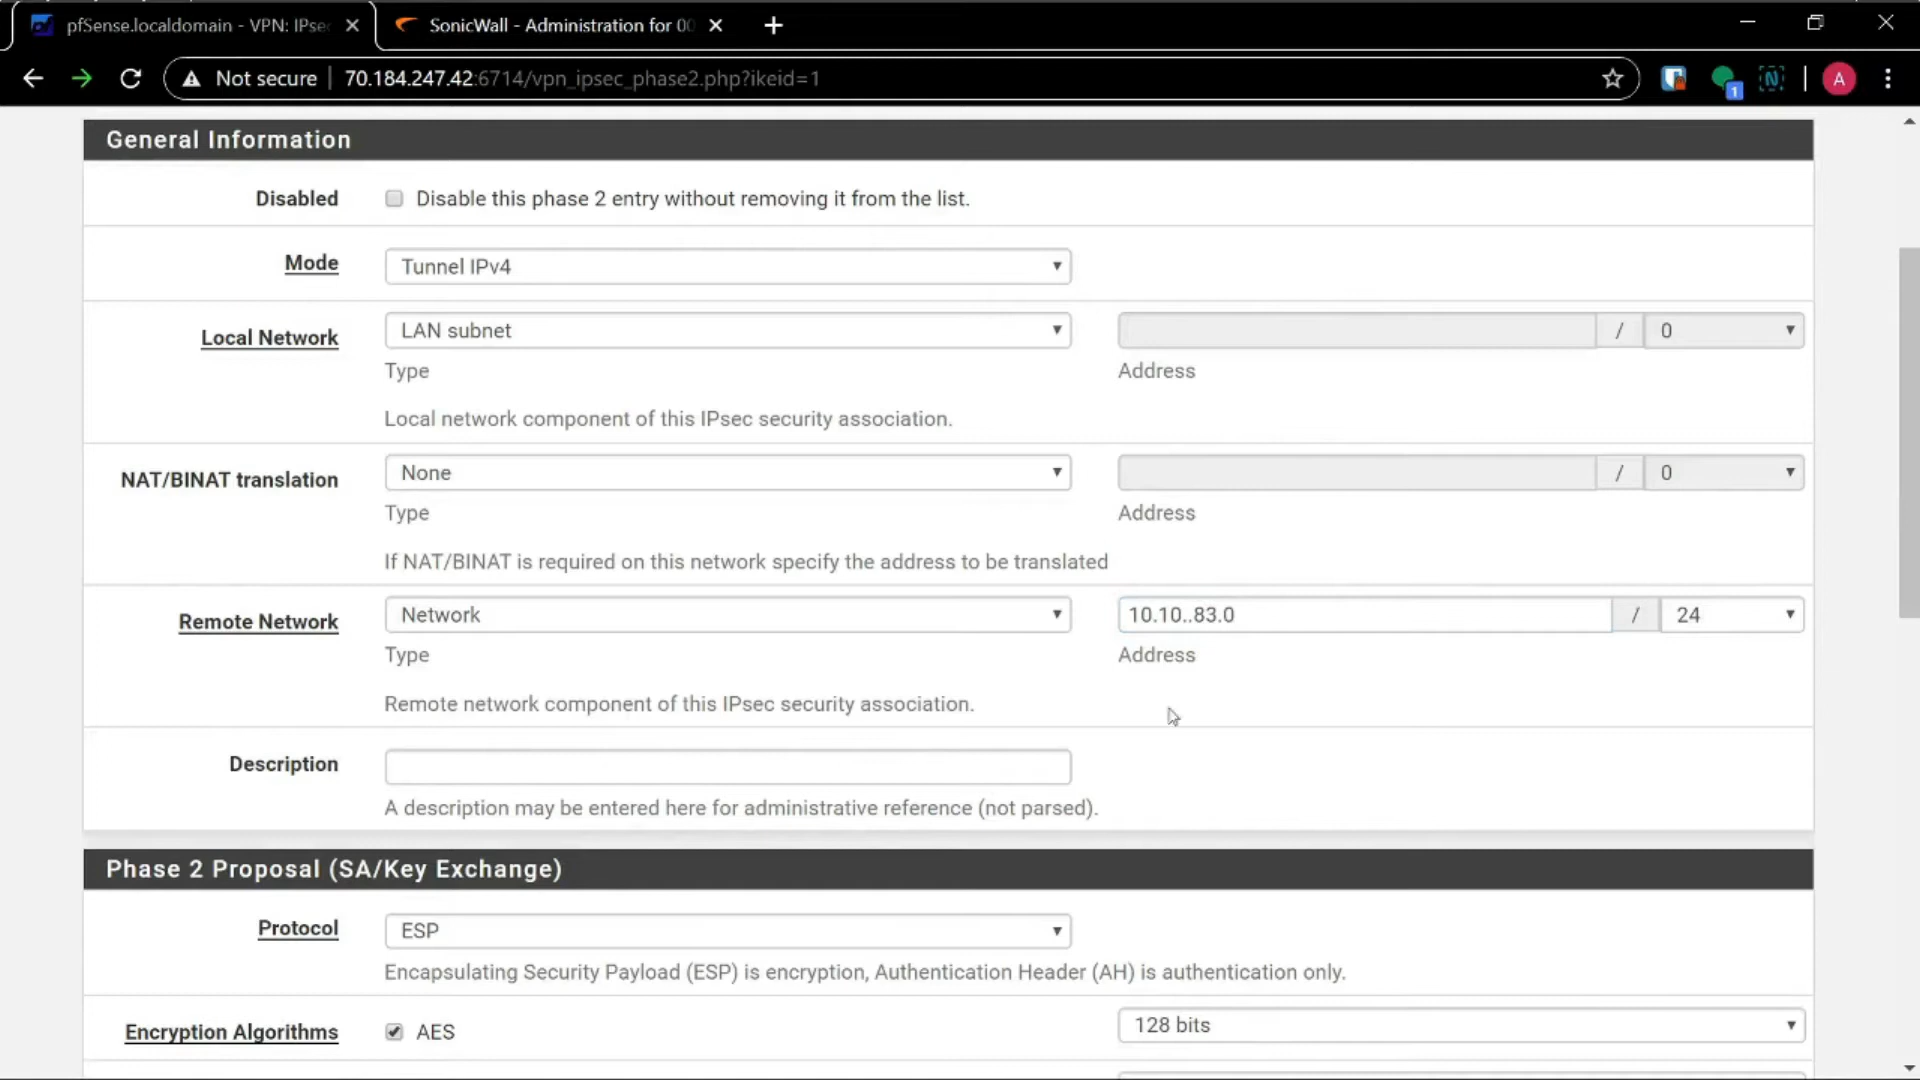 pfSense.localdomain - VPN: IPsec
SonicWall - Administration for 00
Not secure
70.184.247.42:6714/vpn_ipsec_phase2.php?ikeid=1
1
A
General Information
Disabled
Disable this phase 2 entry without removing it from the list.
Mode
Tunnel IPv4
Local Network
LAN subnet
/
0
Type
Address
Local network component of this IPsec security association.
NAT/BINAT translation
None
/
0
Type
Address
If NAT/BINAT is required on this network specify the address to be translated
Remote Network
Network
10.10..83.0
/
24
Type
Address
Remote network component of this IPsec security association.
Description
A description may be entered here for administrative reference (not parsed).
Phase 2 Proposal (SA/Key Exchange)
Protocol
ESP
Encapsulating Security Payload (ESP) is encryption, Authentication Header (AH) is authentication only.
Encryption Algorithms
AES
128 bits